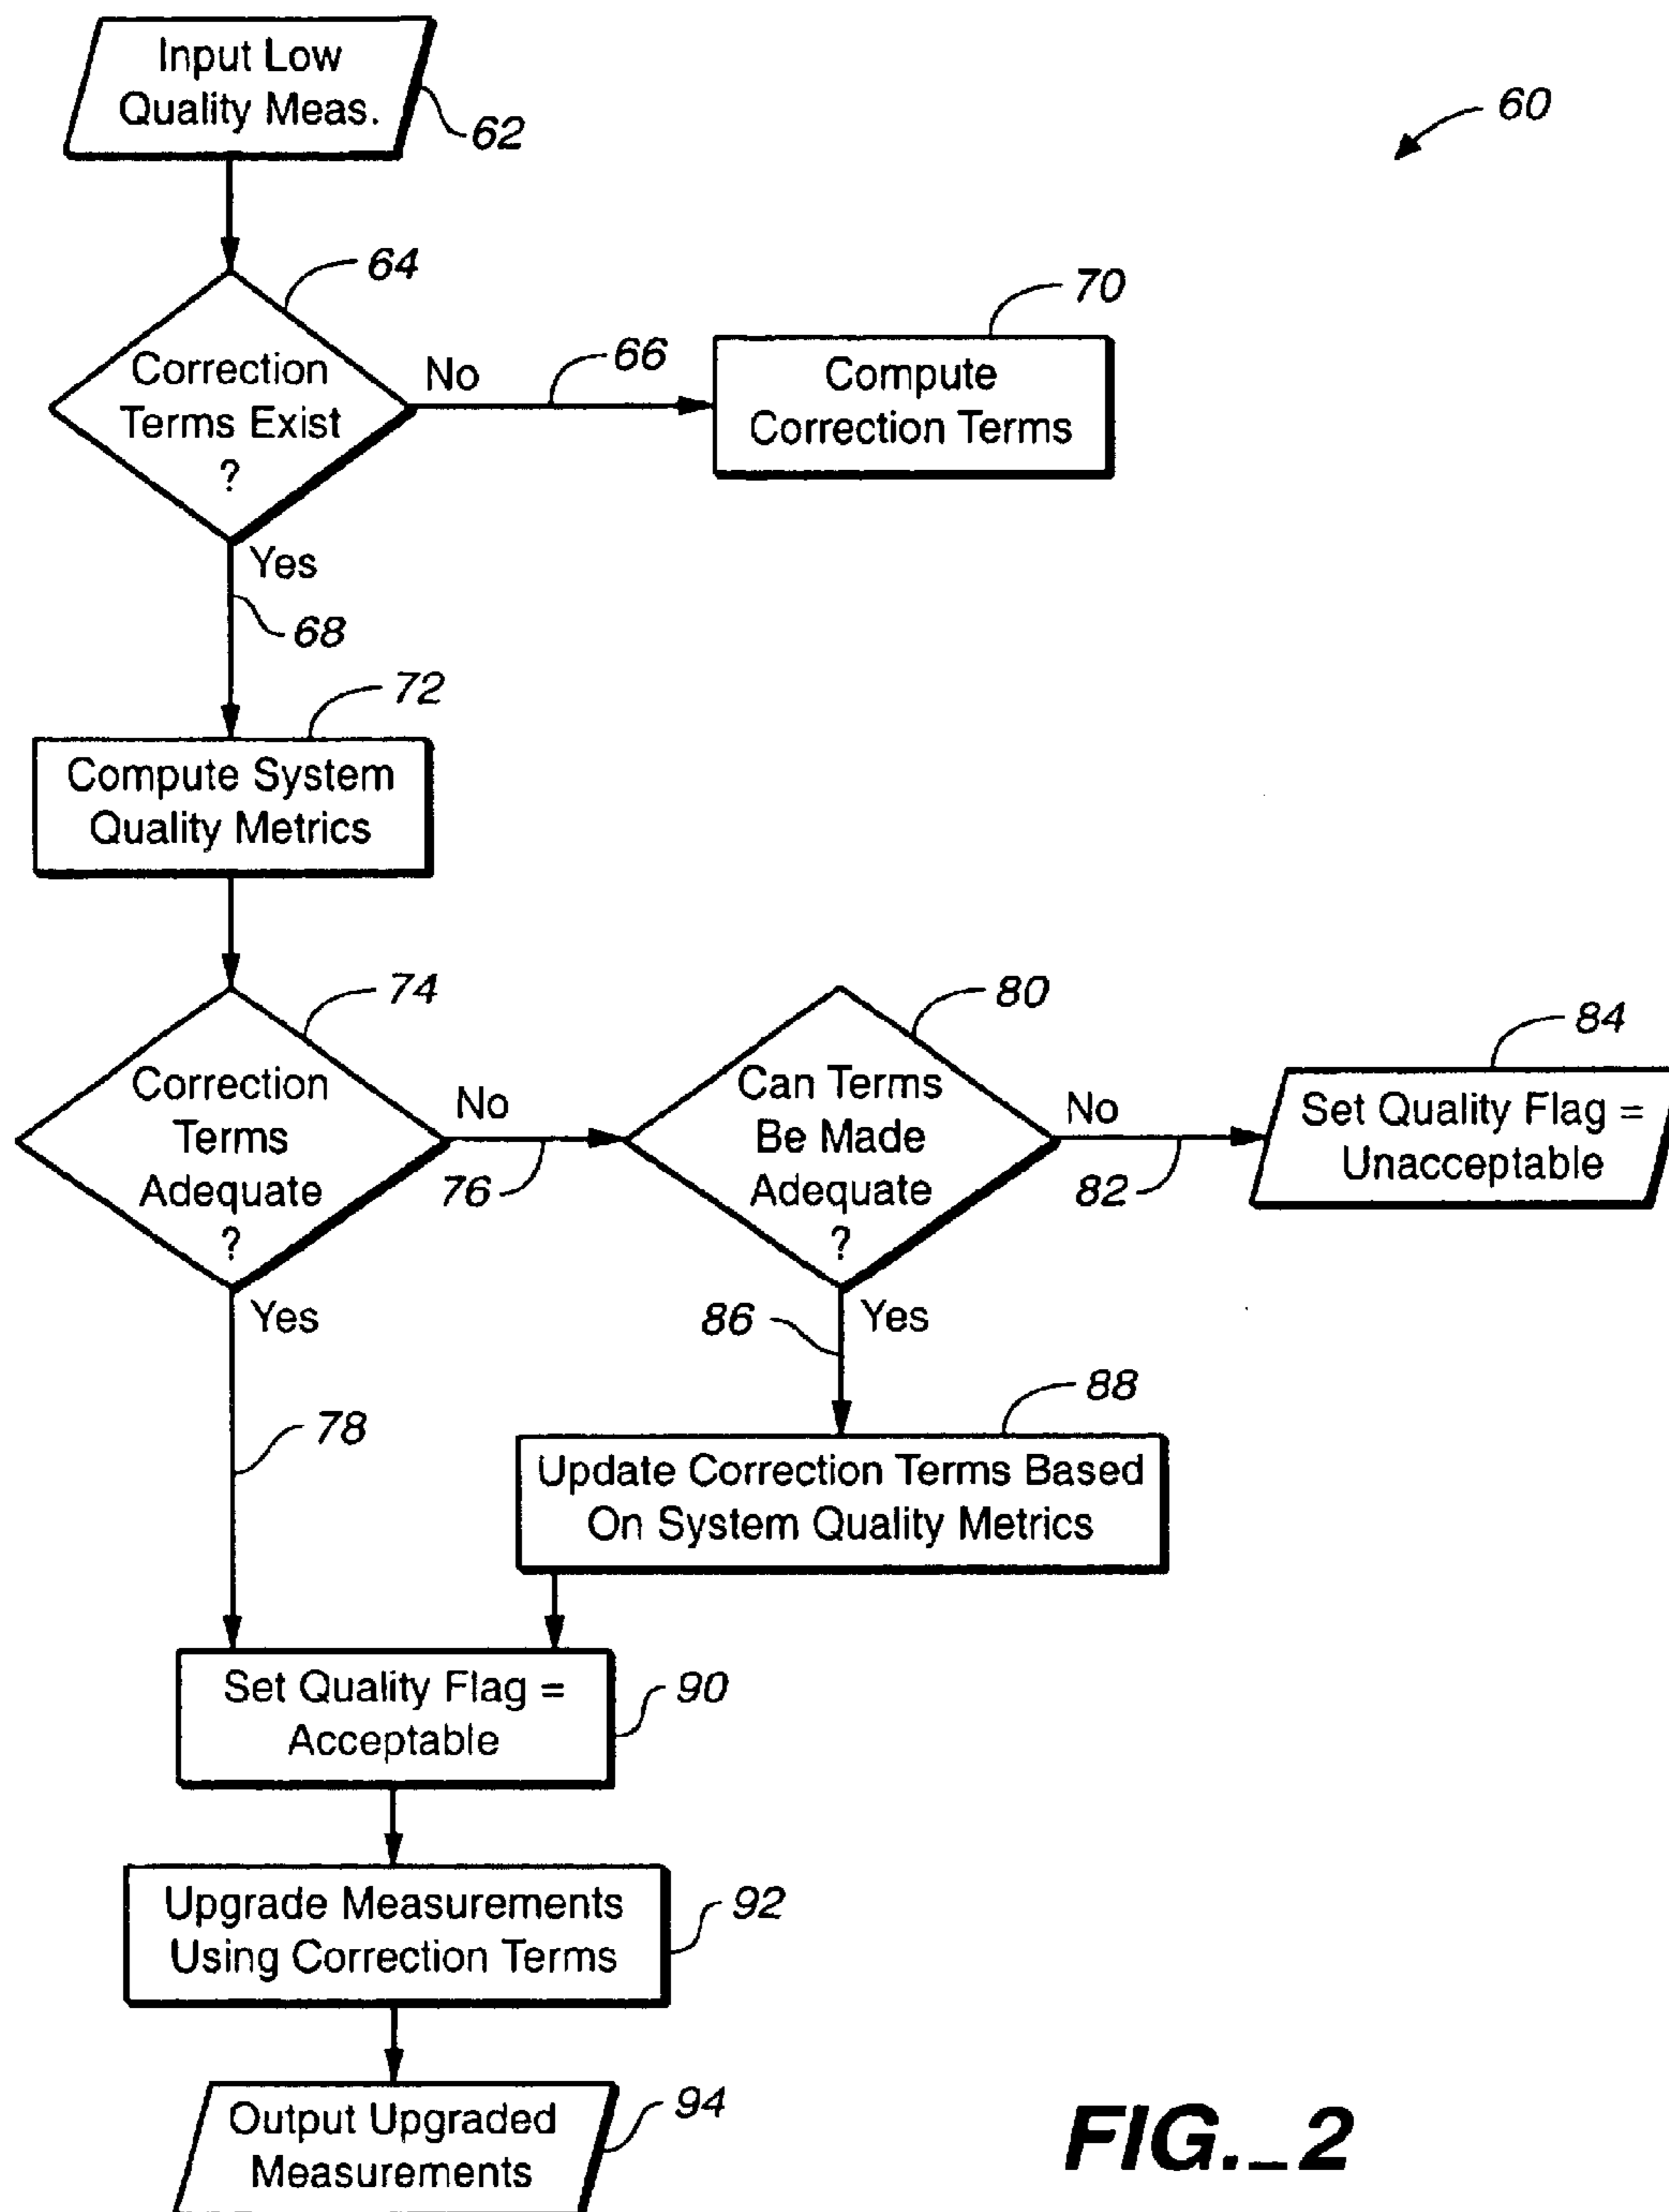 Input Low
Quality Meas.
62
60
64
Correction
Terms Exist
?
No
66
70
Compute
Correction Terms
Yes
68
72
Compute System
Quality Metrics
74
Correction
Terms
Adequate
?
No
76
80
Can Terms
Be Made
Adequate
?
No
82
84
Set Quality Flag =
Unacceptable
Yes
78
86
Yes
88
Update Correction Terms Based
On System Quality Metrics
Set Quality Flag =
Acceptable
90
Upgrade Measurements
Using Correction Terms
92
Output Upgraded
Measurements
94
FIG._2